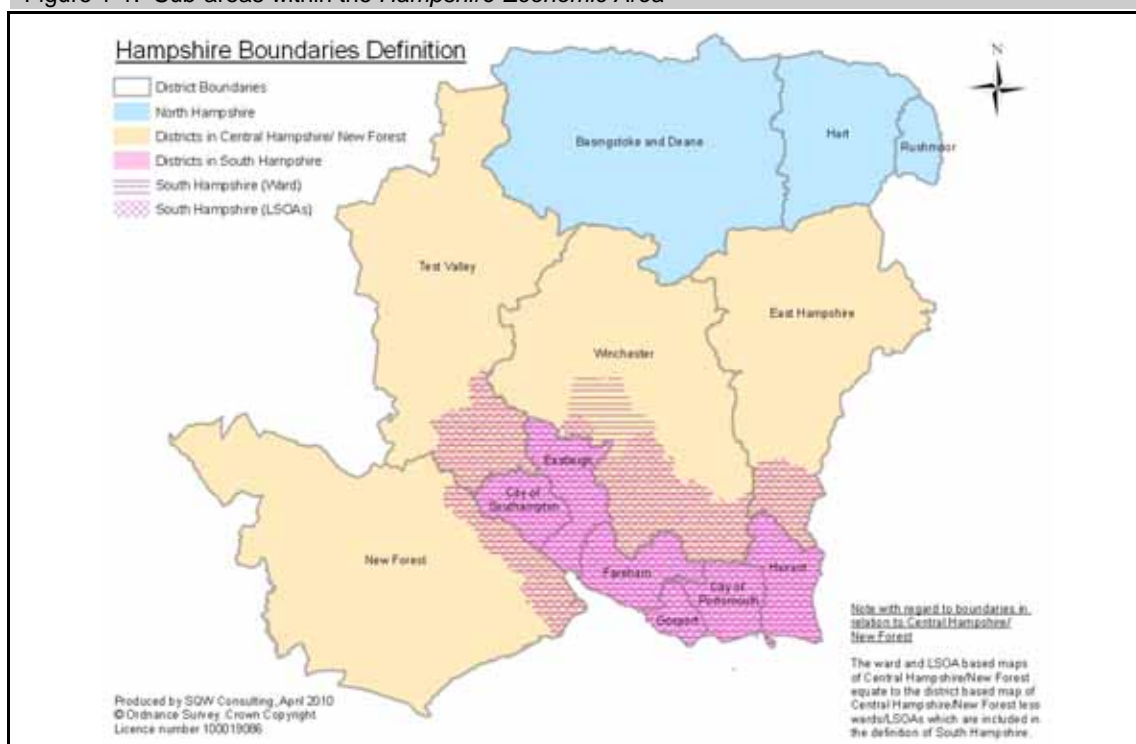 Figure 1-1: Sub-areas within the Hampshire Economic Area
Hampshire Boundaries Definition
N
District Boundaries
North Hampshire
Districts in Central Hampshire/ New Forest
Districts in South Hampshire
South Hampshire (Ward)
South Hampshire (LSOAs)
Basingstoke and Deane
Hart
Rushmoor
Test Valley
East Hampshire
Winchester
Eastleigh
City of
Southampton
New Forest
Fareham
Havant
City of
Portsmouth
Gosport
Note with regard to boundaries in
relation to Central Hampshire/
New Forest
The ward and LSOA based maps
of Central Hampshire/New Forest
equate to the district based map of
Central Hampshire/New Forest less
wards/LSOAs which are included in
the definition of South Hampshire.
Produced by SQW Consulting, April 2010
© Ordnance Survey. Crown Copyright
Licence number 100019086